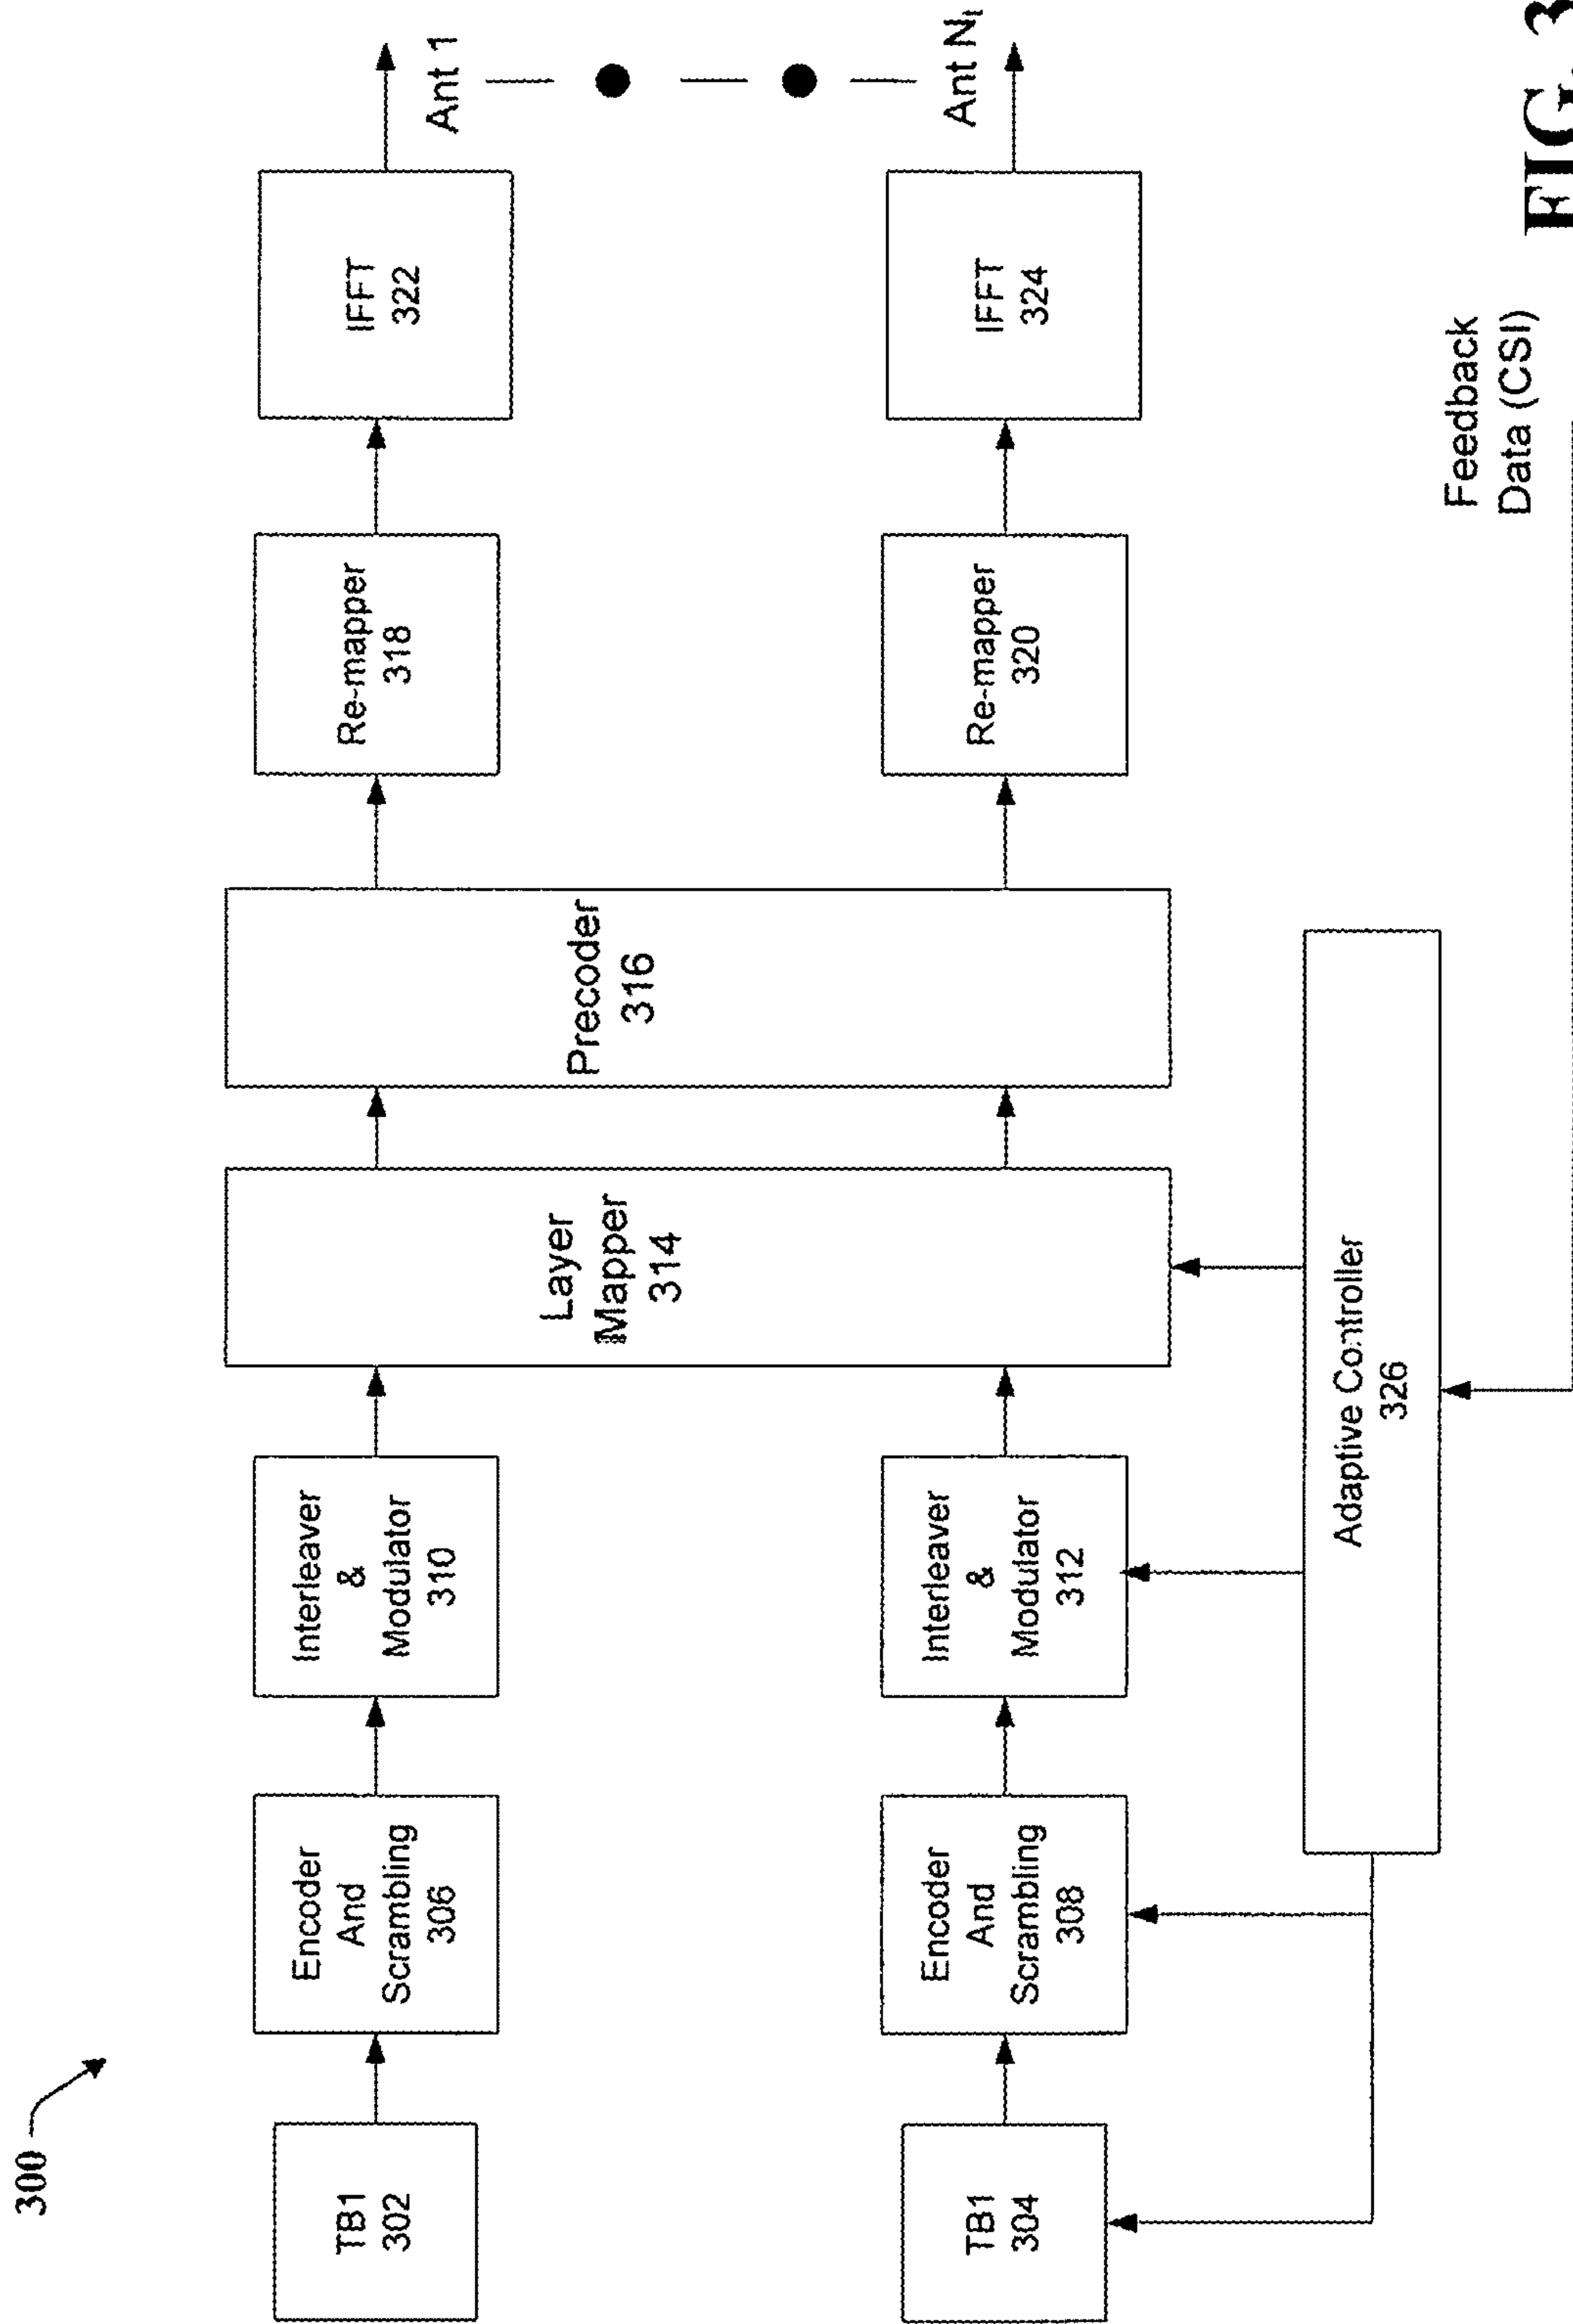 300
TB1
302
Encoder
And
Scrambling
306
Interleaver
&
Modulator
310
Layer
Mapper
314
Precoder
316
Re-mapper
318
IFFT
322
Ant 1
TB1
304
Encoder
And
Scrambling
308
Interleaver
&
Modulator
312
Re-mapper
320
IFFT
324
Ant Nt
Adaptive Controller
326
Feedback
Data (CSI)
FIG. 3